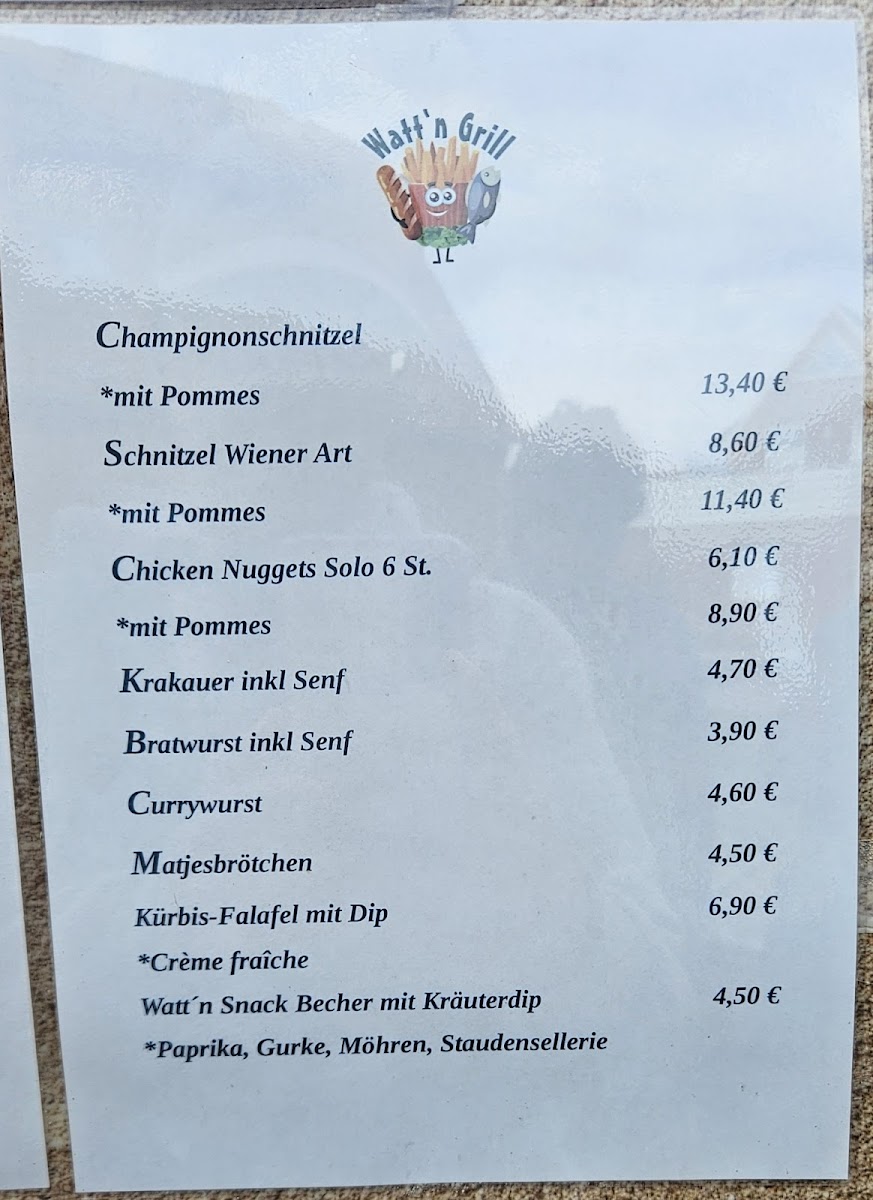 Watt'n Grill
Champignonschnitzel
*mit Pommes 13,40 €
Schnitzel Wiener Art 8,60 €
*mit Pommes 11,40 €
Chicken Nuggets Solo 6 St. 6,10 €
*mit Pommes 8,90 €
Krakauer inkl Senf 4,70 €
Bratwurst inkl Senf 3,90 €
Currywurst 4,60 €
Matjesbrötchen 4,50 €
Kürbis-Falafel mit Dip 6,90 €
*Crème fraîche
Watt´n Snack Becher mit Kräuterdip 4,50 €
*Paprika, Gurke, Möhren, Staudensellerie